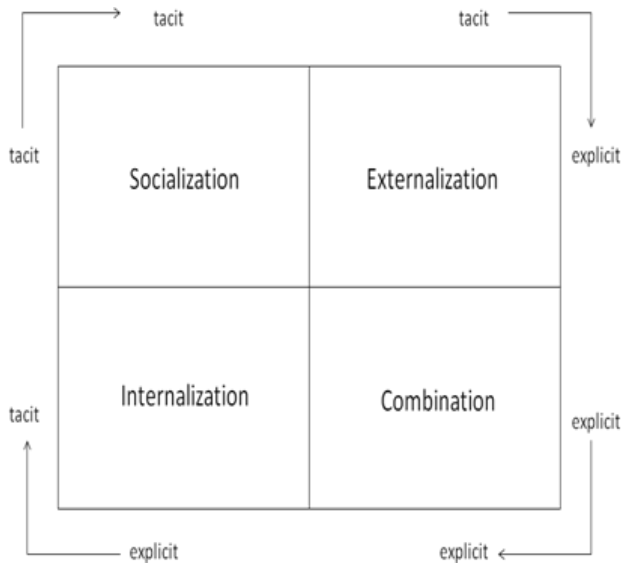 tacit
tacit
tacit
explicit
Socialization
Externalization
Internalization
Combination
tacit
explicit
explicit
explicit